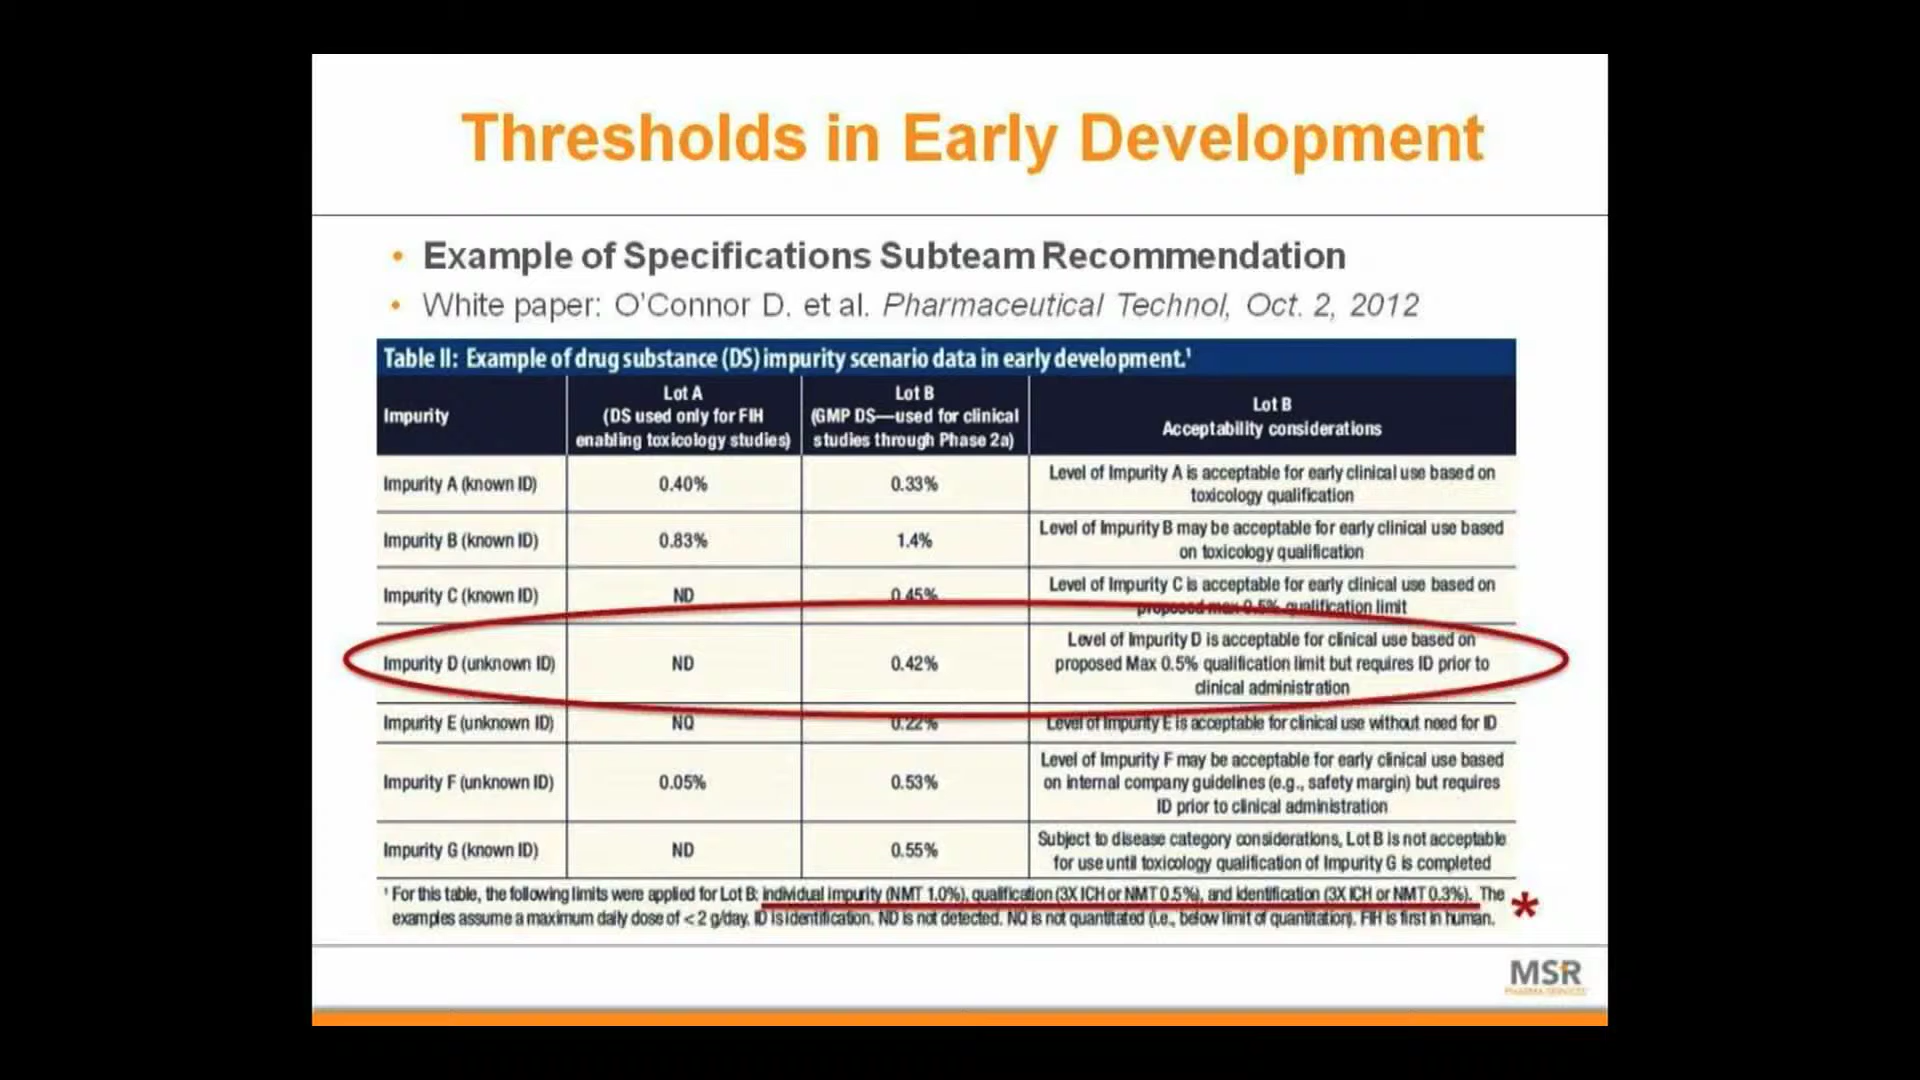 Thresholds in Early Development
• Example of Specifications Subteam Recommendation
• White paper: O'Connor D. et al. Pharmaceutical Technol, Oct. 2, 2012
Table II: Example of drug substance (DS) impurity scenario data in early development.¹
Impurity
Lot A
(DS used only for FIH
enabling toxicology studies)
Lot B
(GMP DS—used for clinical
studies through Phase 2a)
Lot B
Acceptability considerations
Impurity A (known ID)
0.40%
0.33%
Level of Impurity A is acceptable for early clinical use based on
toxicology qualification
Impurity B (known ID)
0.83%
1.4%
Level of Impurity B may be acceptable for early clinical use based
on toxicology qualification
Impurity C (known ID)
ND
0.45%
Level of Impurity C is acceptable for early clinical use based on
proposed max 0.5% qualification limit
Impurity D (unknown ID)
ND
0.42%
Level of Impurity D is acceptable for clinical use based on
proposed Max 0.5% qualification limit but requires ID prior to
clinical administration
Impurity E (unknown ID)
NQ
0.22%
Level of Impurity E is acceptable for clinical use without need for ID
Impurity F (unknown ID)
0.05%
0.53%
Level of Impurity F may be acceptable for early clinical use based
on internal company guidelines (e.g., safety margin) but requires
ID prior to clinical administration
Impurity G (known ID)
ND
0.55%
Subject to disease category considerations, Lot B is not acceptable
for use until toxicology qualification of Impurity G is completed
¹ For this table, the following limits were applied for Lot B: individual impurity (NMT 1.0%), qualification (3X ICH or NMT 0.5%), and identification (3X ICH or NMT 0.3%). The
examples assume a maximum daily dose of < 2 g/day. ID is identification. ND is not detected. NQ is not quantitated (i.e., below limit of quantitation). FIH is first in human.
*
MSR
PHARMA SERVICES